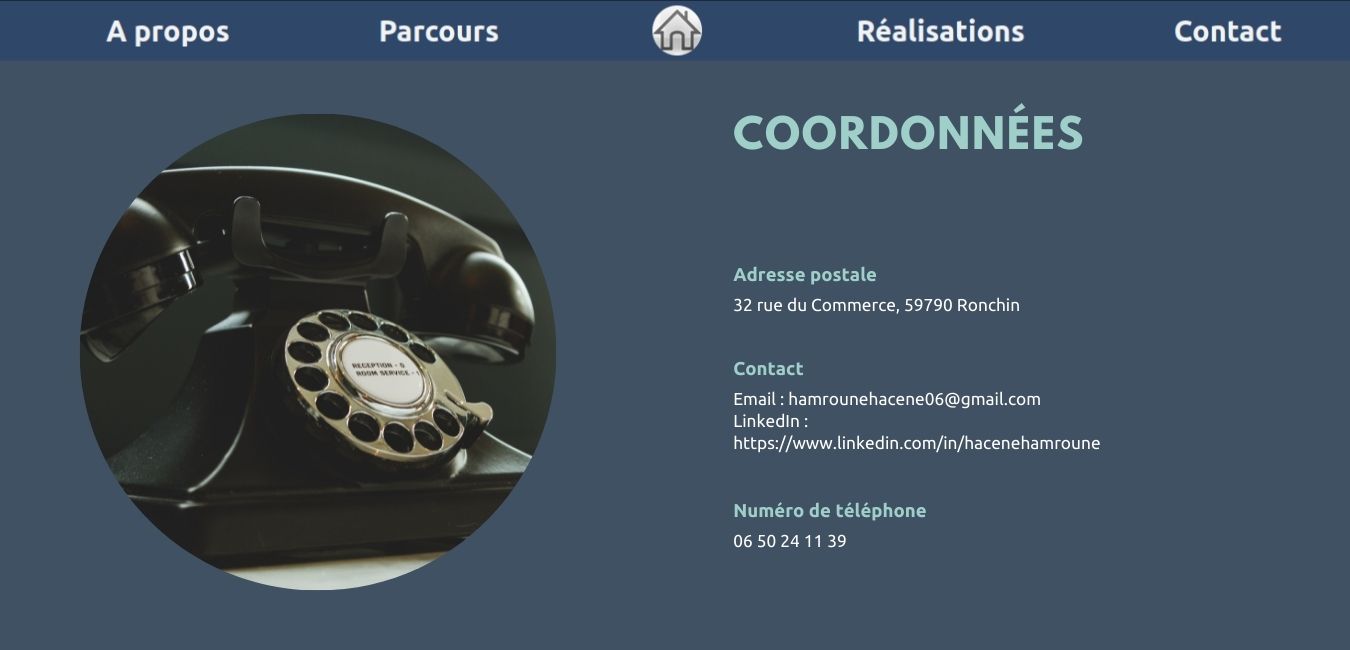 A propos
Parcours
Réalisations
Contact
COORDONNÉES
RECEPTION - 0
ROOM SERVICE - 1
Adresse postale
32 rue du Commerce, 59790 Ronchin
Contact
Email : hamrounehacene06@gmail.com
LinkedIn :
https://www.linkedin.com/in/hacenehamroune
Numéro de téléphone
06 50 24 11 39